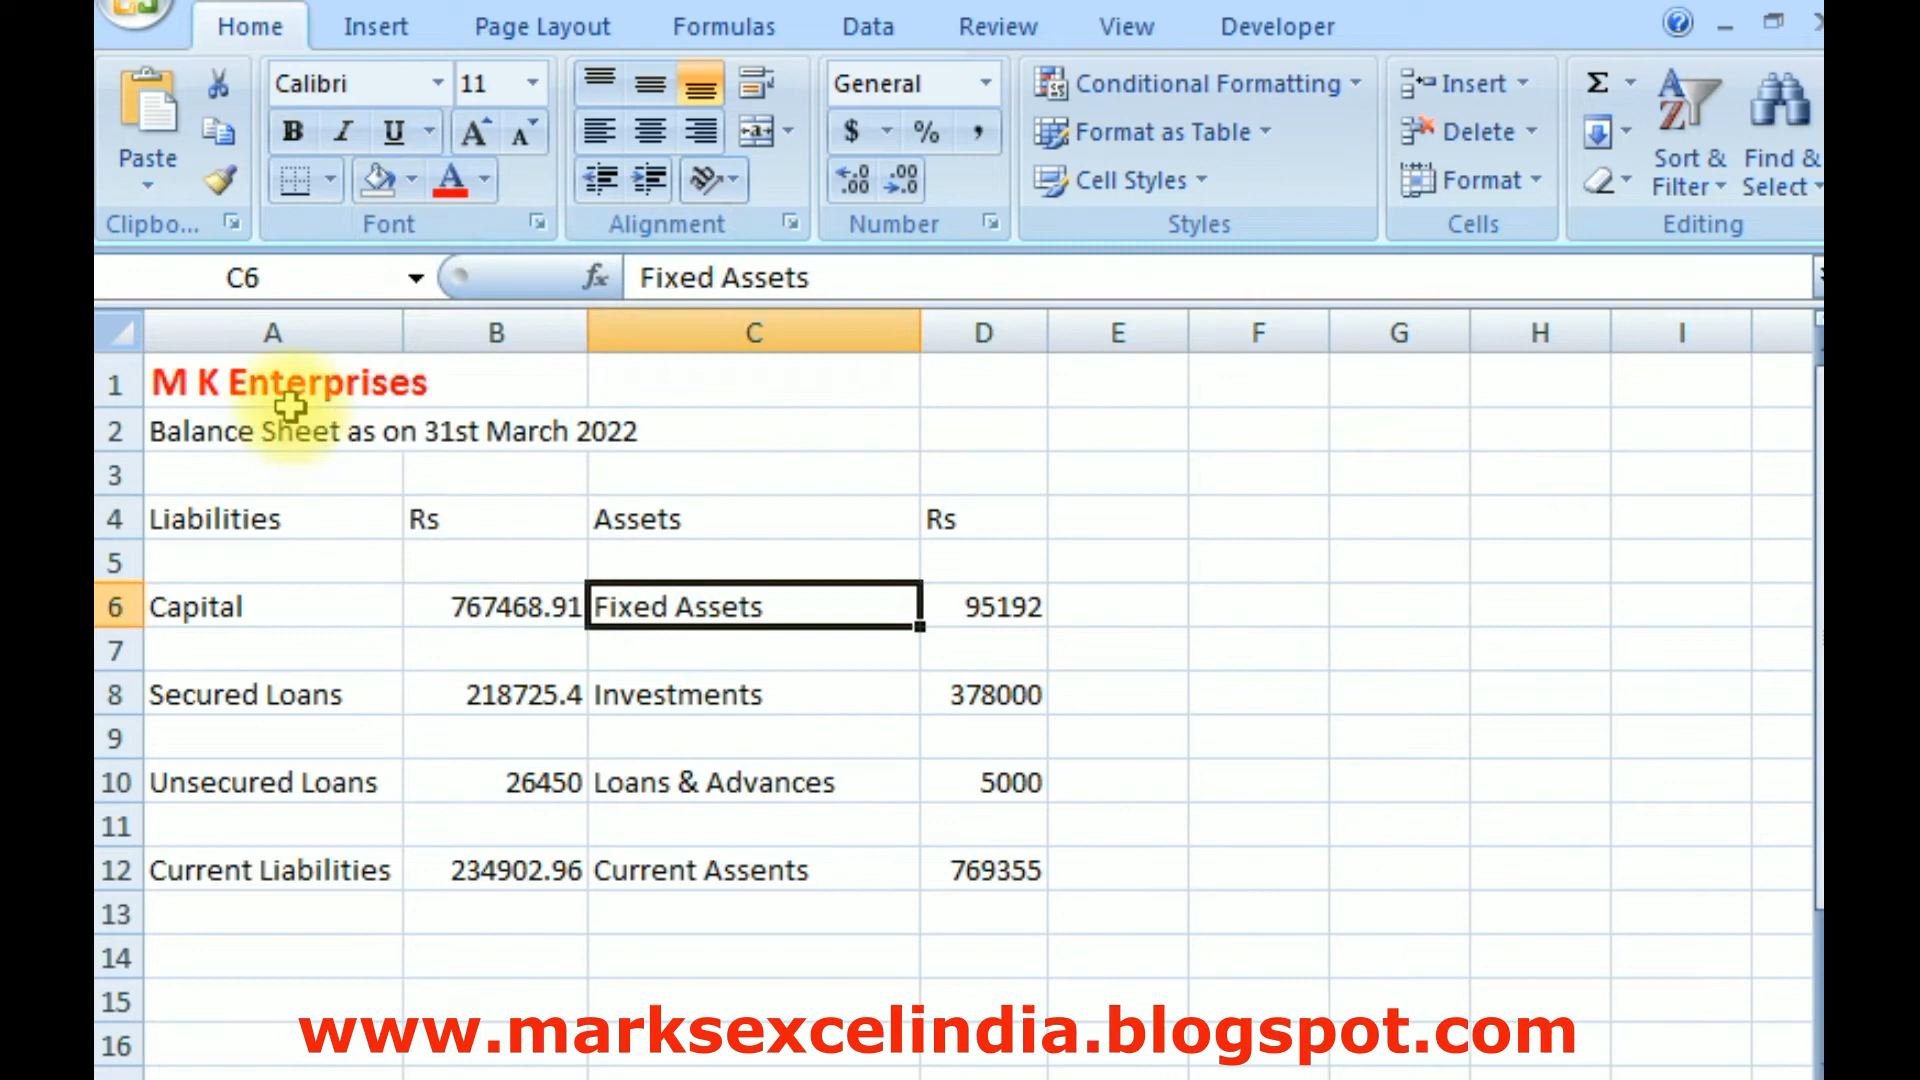 Home Insert Page Layout Formulas Data Review View Developer
Calibri 11 General Conditional Formatting Insert
Paste B I U A A $ % , Format as Table Delete Sort & Filter Find & Select
A .00 .00 .0 Cell Styles Format
Clipbo... Font Alignment Number Styles Cells Editing
C6 fx Fixed Assets
A B C D E F G H I
1 M K Enterprises
2 Balance Sheet as on 31st March 2022
3
4 Liabilities Rs Assets Rs
5
6 Capital 767468.91 Fixed Assets 95192
7
8 Secured Loans 218725.4 Investments 378000
9
10 Unsecured Loans 26450 Loans & Advances 5000
11
12 Current Liabilities 234902.96 Current Assents 769355
13
14
15
16
www.marksexcelindia.blogspot.com